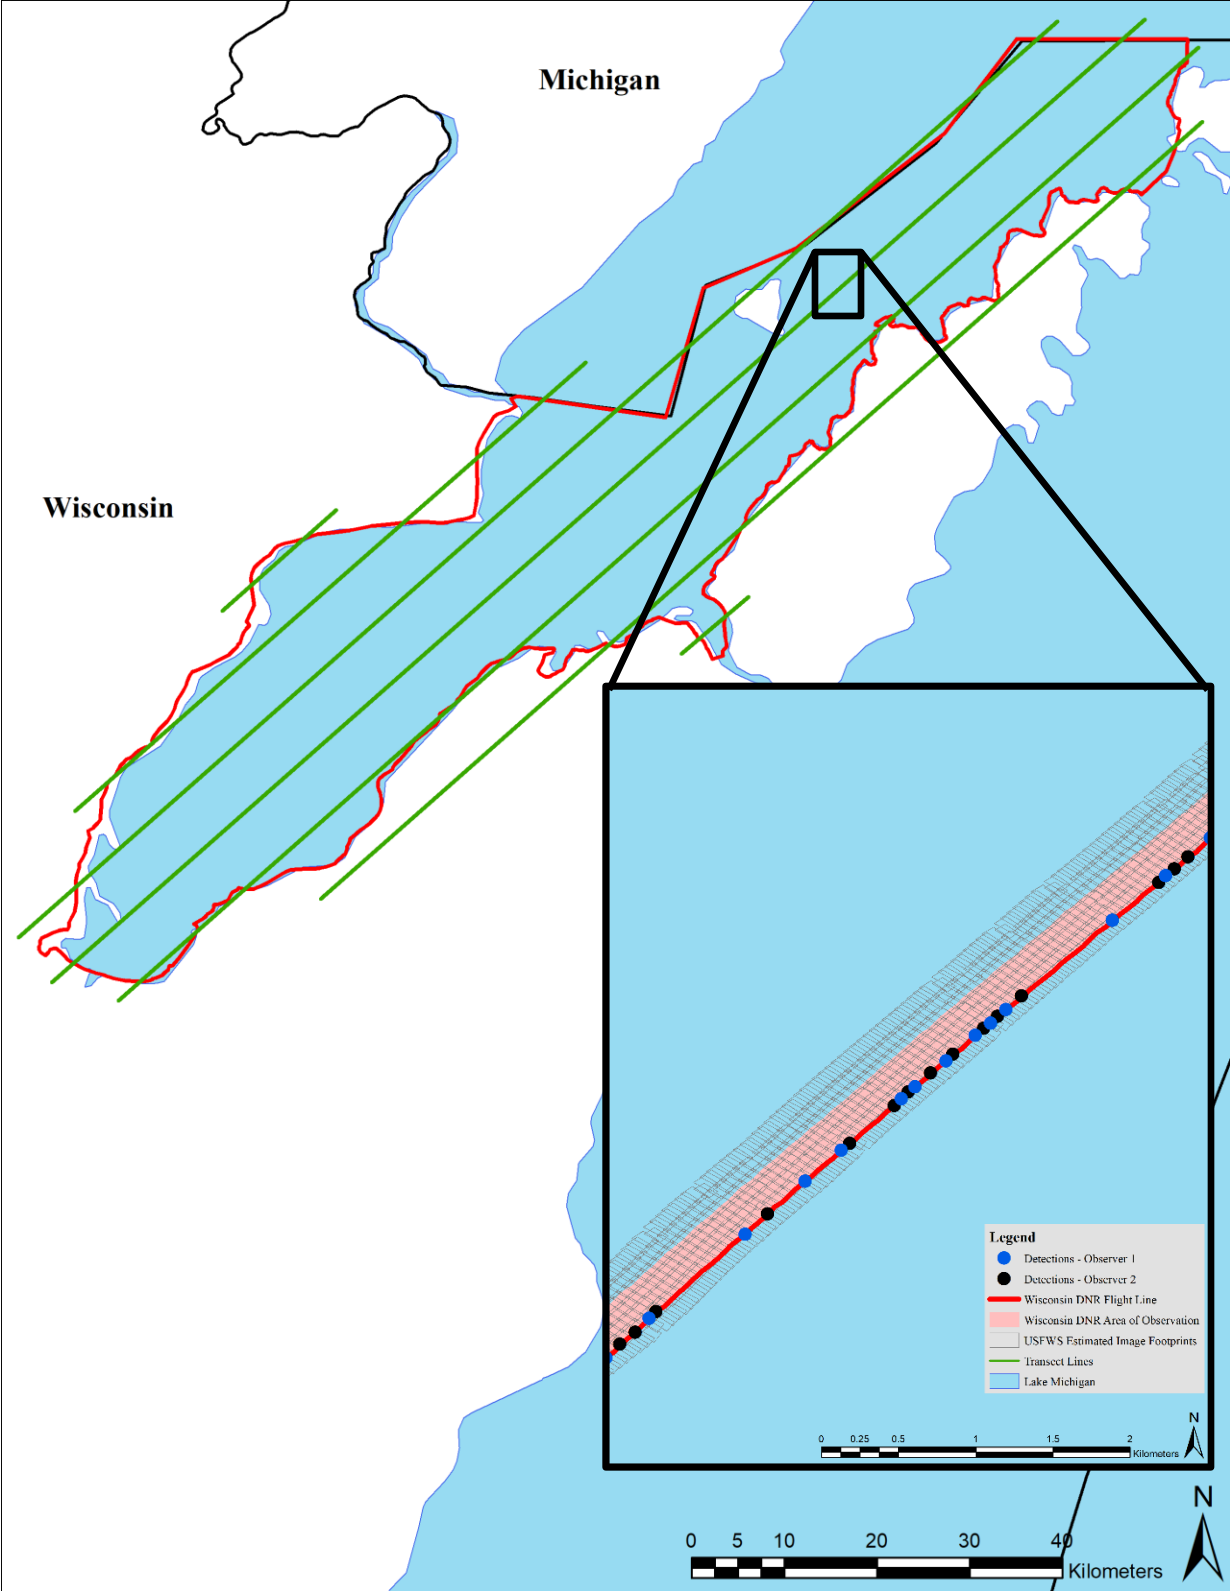 Michigan
Wisconsin
Legend
Detections - Observer 1
Detections - Observer 2
Wisconsin DNR Flight Line
Wisconsin DNR Area of Observation
USFWS Estimated Image Footprints
Transect Lines
Lake Michigan
N
0 0.25 0.5 1 1.5 2
Kilometers
N
0 5 10 20 30 40
Kilometers